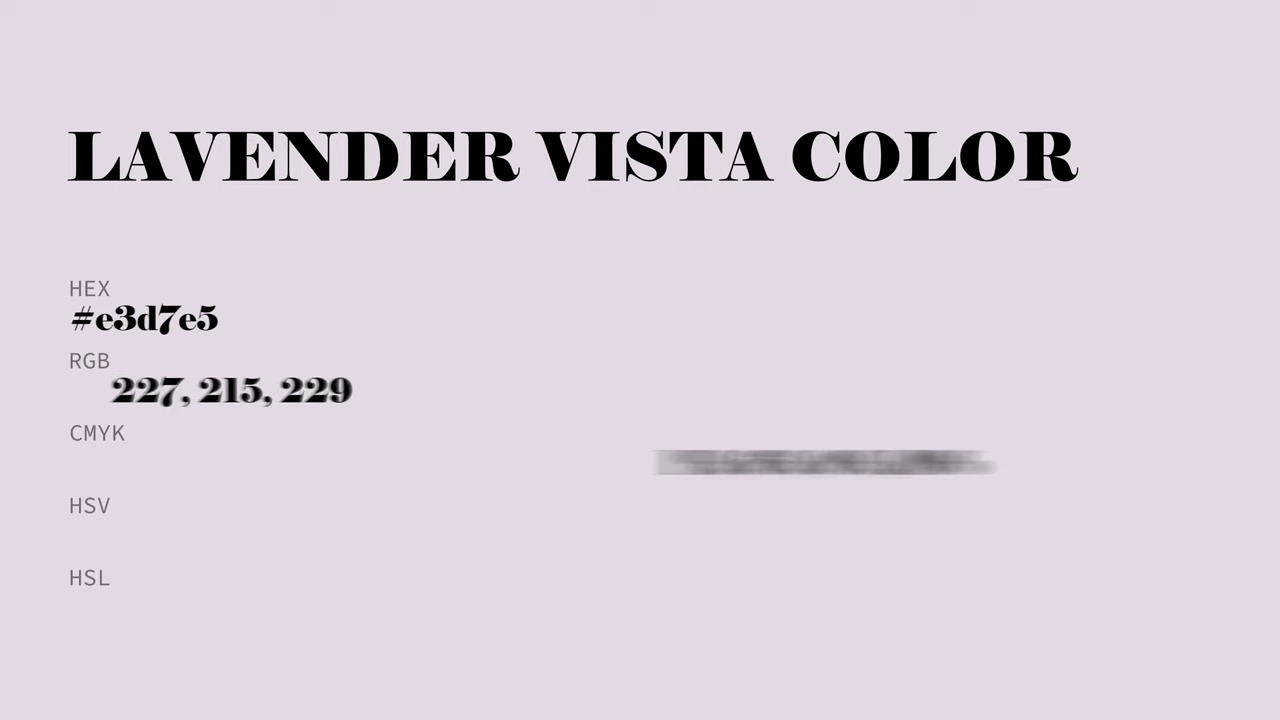 LAVENDER VISTA COLOR
HEX
#e3d7e5
RGB
227, 215, 229
CMYK
HSV
HSL